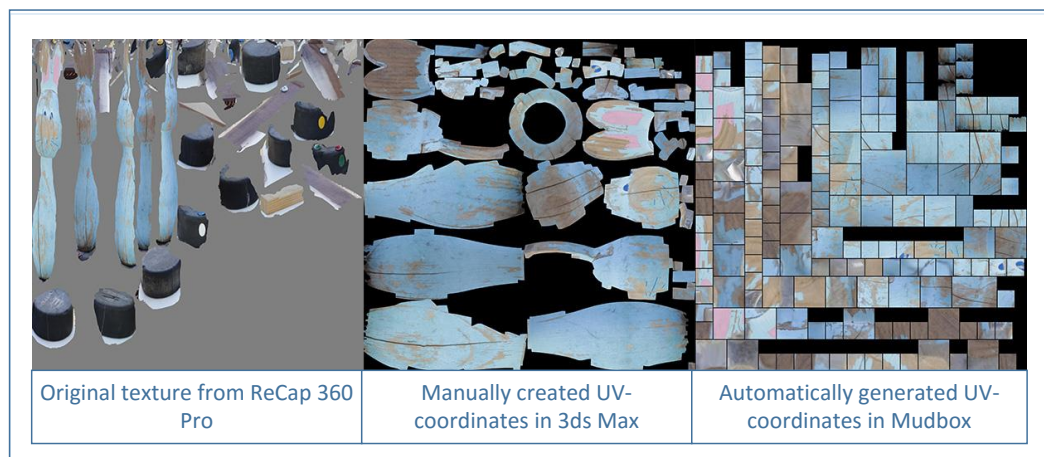 Original texture from ReCap 360
Pro
Manually created UV-
coordinates in 3ds Max
Automatically generated UV-
coordinates in Mudbox